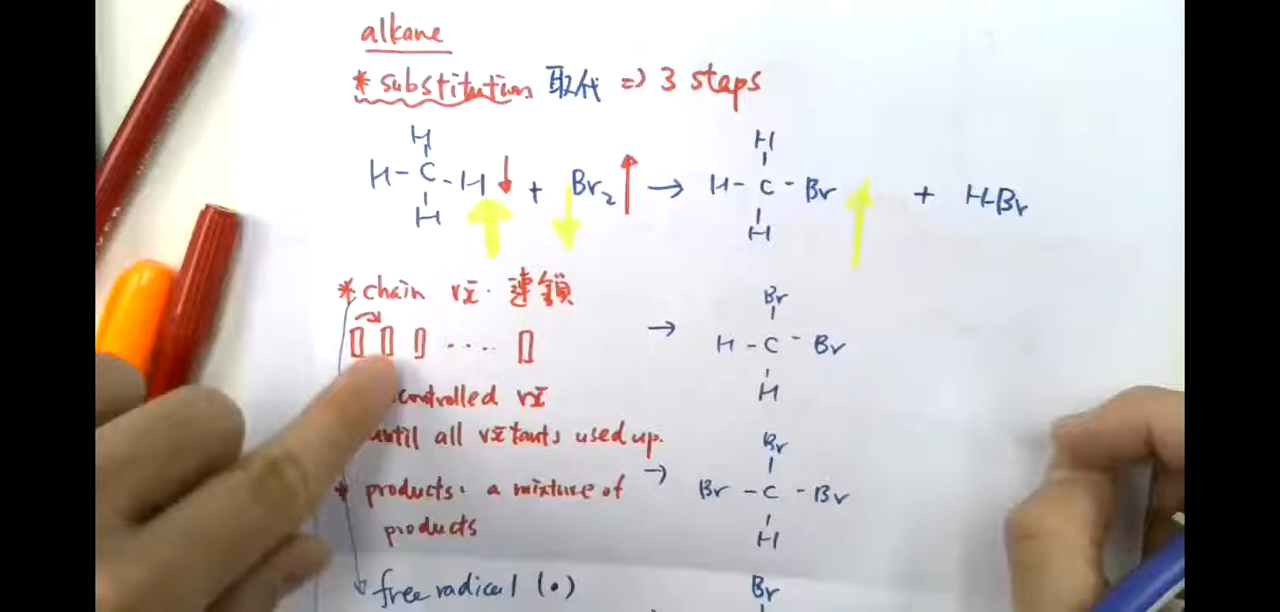 alkane
* substitution 取代 => 3 steps
H
H - C - H ↓ + Br₂ ↑ → H - C - Br + HBr
H
H
H
* chain rx. 連鎖
Br
→ H - C - Br
H
controlled rx
until all rxtants used up.
Br
→ Br - C - Br
H
* products: a mixture of
products
free radical (•)
Br